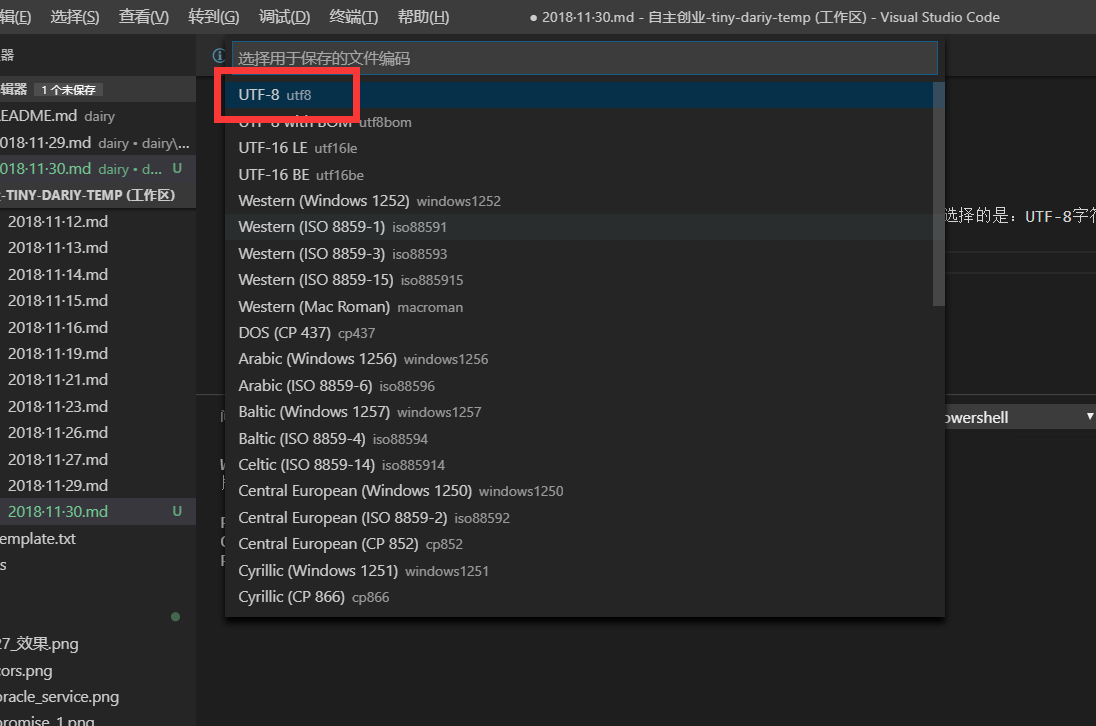 辑(E) 选择(S) 查看(V) 转到(G) 调试(D) 终端(T) 帮助(H) ● 2018-11-30.md - 自主创业-tiny-dariy-temp (工作区) - Visual Studio Code
器
选择用于保存的文件编码
辑器 1 个未保存
EADME.md dairy
018-11-29.md dairy • dairy\...
018-11-30.md dairy • d... U
-TINY-DARIY-TEMP (工作区)
2018-11-12.md
2018-11-13.md
2018-11-14.md
2018-11-15.md
2018-11-16.md
2018-11-19.md
2018-11-21.md
2018-11-23.md
2018-11-26.md
2018-11-27.md
2018-11-29.md
2018-11-30.md U
emplate.txt
s
27_效果.png
cors.png
oracle_service.png
promise_1.png
UTF-8 utf8
UTF-8 with BOM utf8bom
UTF-16 LE utf16le
UTF-16 BE utf16be
Western (Windows 1252) windows1252
Western (ISO 8859-1) iso88591
Western (ISO 8859-3) iso88593
Western (ISO 8859-15) iso885915
Western (Mac Roman) macroman
DOS (CP 437) cp437
Arabic (Windows 1256) windows1256
Arabic (ISO 8859-6) iso88596
Baltic (Windows 1257) windows1257
Baltic (ISO 8859-4) iso88594
Celtic (ISO 8859-14) iso885914
Central European (Windows 1250) windows1250
Central European (ISO 8859-2) iso88592
Central European (CP 852) cp852
Cyrillic (Windows 1251) windows1251
Cyrillic (CP 866) cp866
选择的是: UTF-8字符
owershell